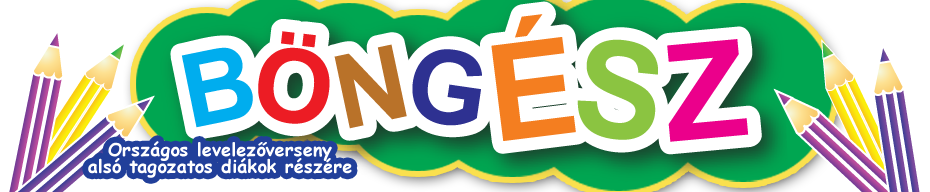 BÖNGÉSZ
Országos levelezőverseny
alsó tagozatos diákok részére